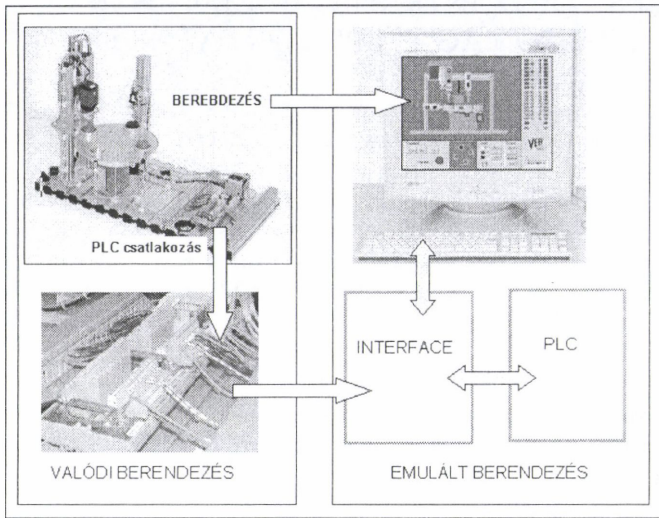 BEREBDEZÉS
PLC csatlakozás
VALÓDI BERENDEZÉS
INTERFACE
PLC
EMULÁLT BERENDEZÉS